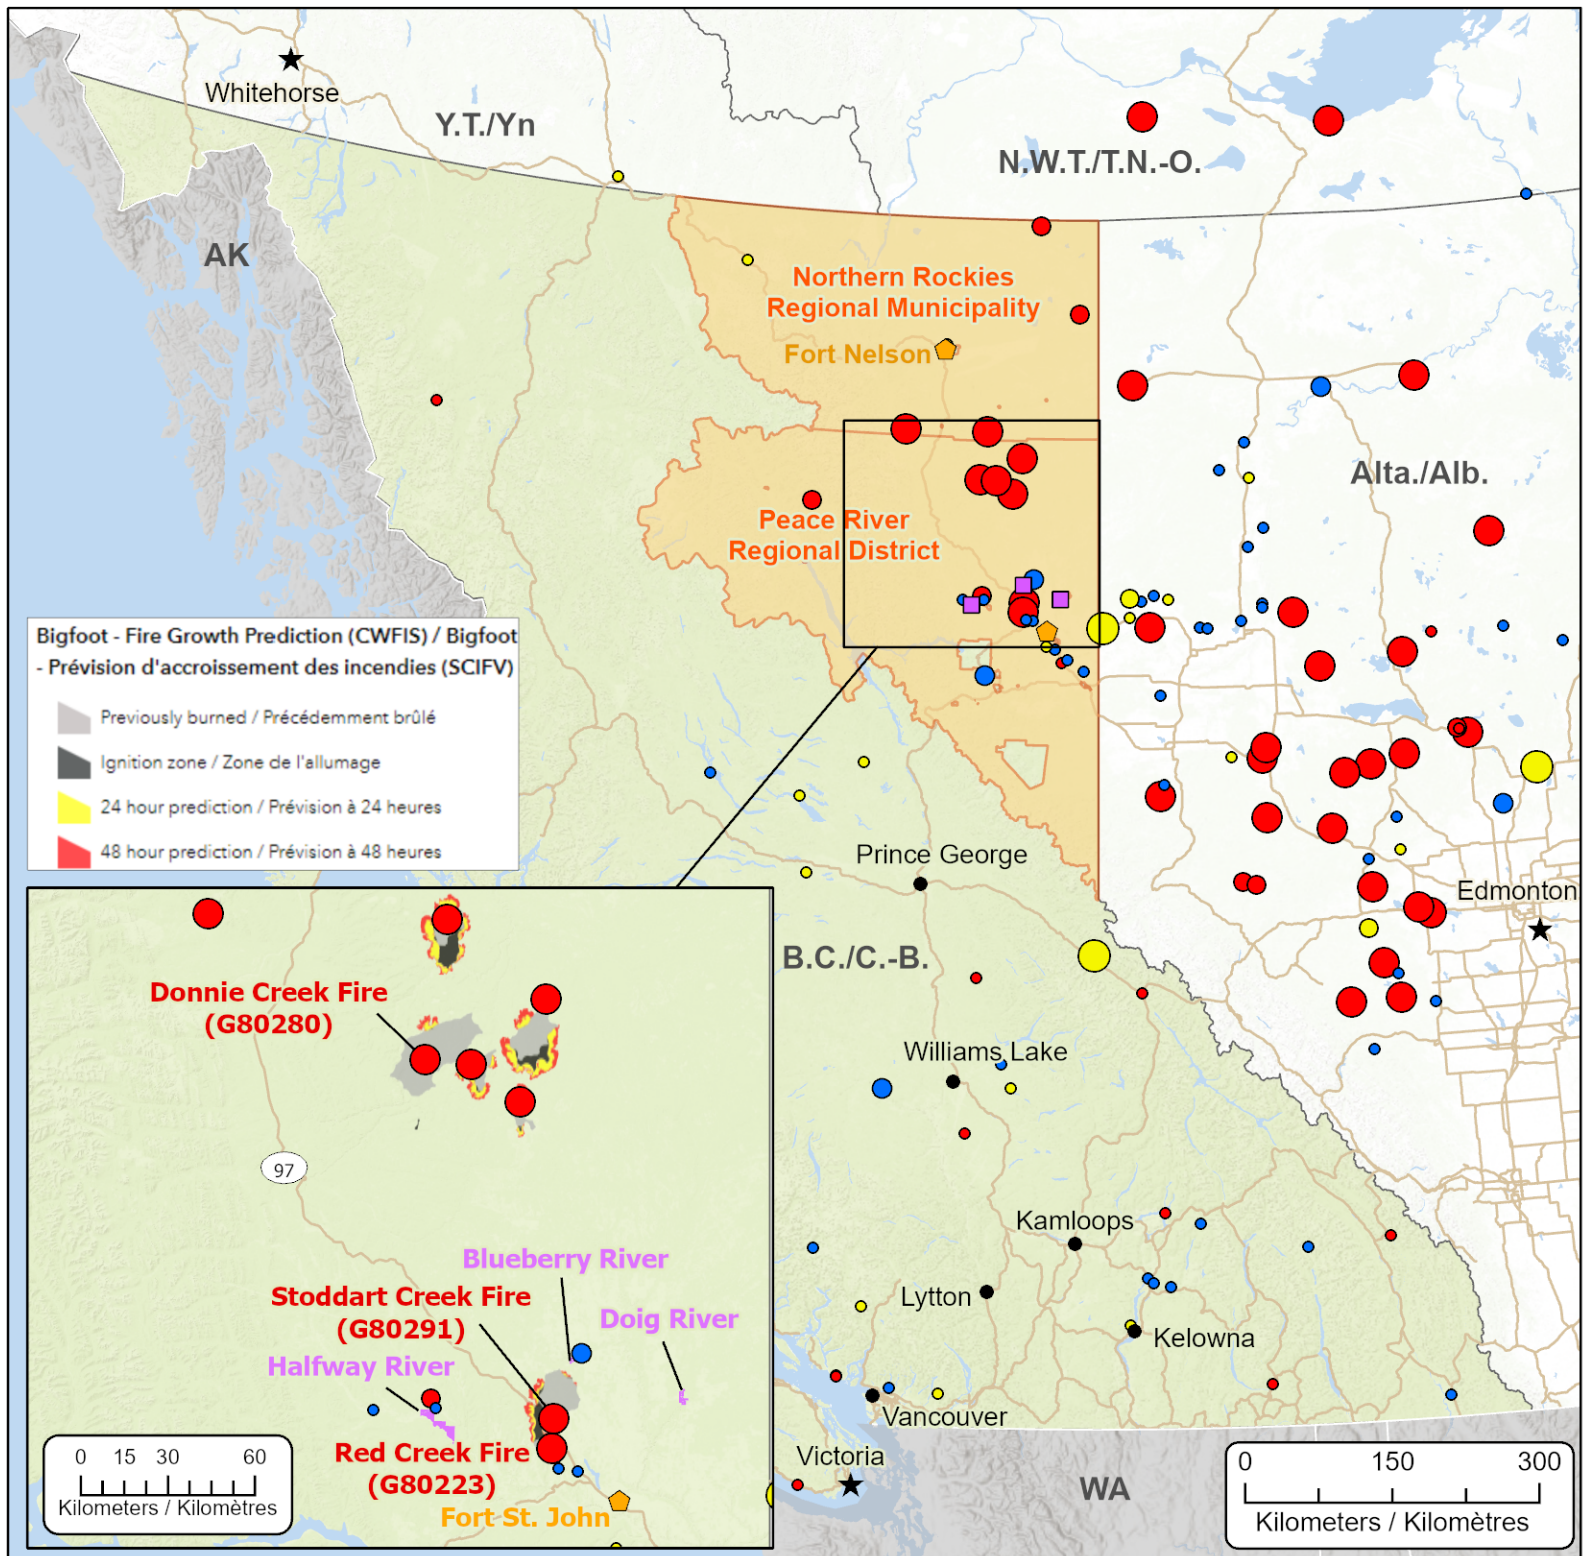 Whitehorse
Y.T./Yn
N.W.T./T.N.-O.
AK
Northern Rockies
Regional Municipality
Fort Nelson
Alta./Alb.
Peace River
Regional District
Bigfoot - Fire Growth Prediction (CWFIS) / Bigfoot
- Prévision d'accroissement des incendies (SCIFV)
Previously burned / Précédemment brûlé
Ignition zone / Zone de l'allumage
24 hour prediction / Prévision à 24 heures
48 hour prediction / Prévision à 48 heures
Prince George
Edmonton
B.C./C.-B.
Williams Lake
Kamloops
Lytton
Kelowna
Vancouver
Victoria
WA
Donnie Creek Fire
(G80280)
97
Blueberry River
Stoddart Creek Fire
(G80291)
Doig River
Halfway River
Red Creek Fire
(G80223)
Fort St. John
0 15 30 60
Kilometers / Kilomètres
0 150 300
Kilometers / Kilomètres